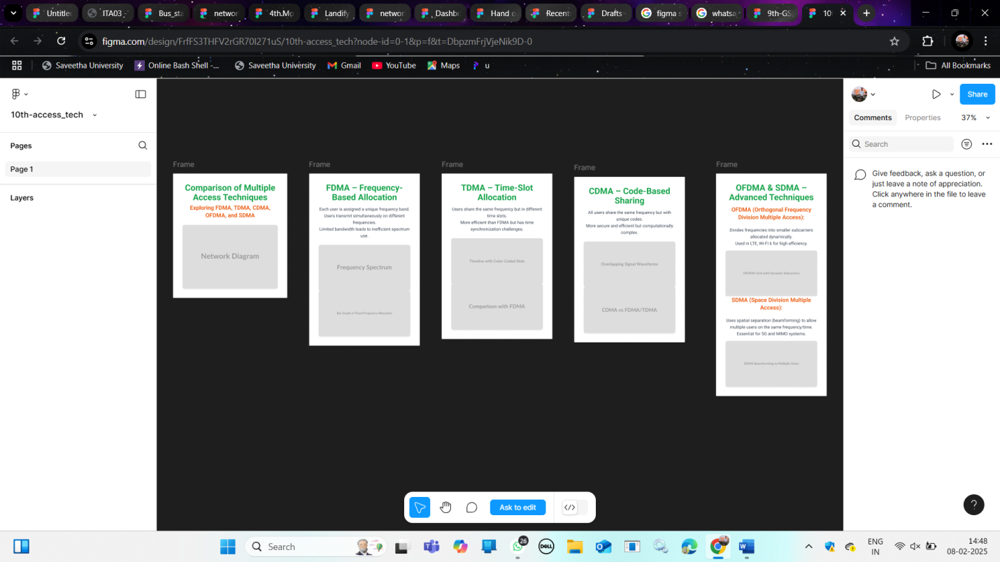 Untitle
ITA03 -
Bus_sta
networ
4th.Mo
Landify
networ
Dashbo
Hand o
Recent
Drafts
figma s
whatsa
9th-GS
10
figma.com/design/FrfFS3THFV2rGR70I271uS/10th-access_tech?node-id=0-1&p=f&t=DbpzmFrjVjeNik9D-0
Saveetha University
Online Bash Shell -...
Saveetha University
Gmail
YouTube
Maps
u
All Bookmarks
10th-access_tech
Pages
Page 1
Layers
Frame
Comparison of Multiple
Access Techniques
Exploring FDMA, TDMA, CDMA,
OFDMA, and SDMA
Network Diagram
Frame
FDMA – Frequency-
Based Allocation
Each user is assigned a unique frequency band.
Users transmit simultaneously on different
frequencies.
Limited bandwidth leads to inefficient spectrum
use.
Frequency Spectrum
Bar Graph of Fixed Frequency Allocation
Frame
TDMA – Time-Slot
Allocation
Users share the same frequency but in different
time slots.
More efficient than FDMA but has time
synchronization challenges.
Timeline with Color-Coded Slots
Comparison with FDMA
Frame
CDMA – Code-Based
Sharing
All users share the same frequency but with
unique codes.
More secure and efficient but computationally
complex.
Overlapping Signal Waveforms
CDMA vs FDMA/TDMA
Frame
OFDMA & SDMA –
Advanced Techniques
OFDMA (Orthogonal Frequency
Division Multiple Access):
Divides frequencies into smaller subcarriers
allocated dynamically.
Used in LTE, Wi-Fi 6 for high efficiency.
OFDMA Grid with Dynamic Subcarriers
SDMA (Space Division Multiple
Access):
Uses spatial separation (beamforming) to allow
multiple users on the same frequency/time.
Essential for 5G and MIMO systems.
SDMA Beamforming to Multiple Users
Share
Comments
Properties
37%
Search
Give feedback, ask a question, or
just leave a note of appreciation.
Click anywhere in the file to leave
a comment.
Ask to edit
?
Search
26
DELL
ENG
IN
14:48
08-02-2025